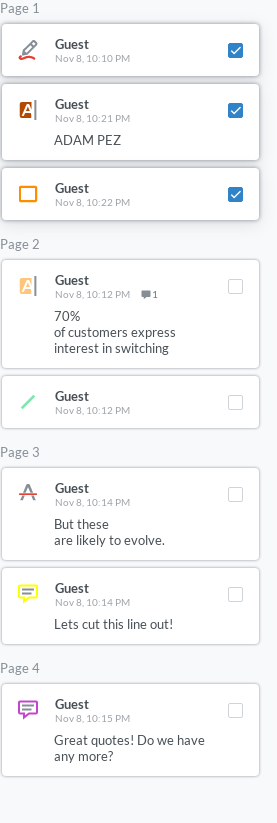 Page 1
Guest
Nov 8, 10:10 PM
Guest
Nov 8, 10:21 PM
ADAM PEZ
Guest
Nov 8, 10:22 PM
Page 2
Guest
Nov 8, 10:12 PM 1
70%
of customers express
interest in switching
Guest
Nov 8, 10:12 PM
Page 3
Guest
Nov 8, 10:14 PM
But these
are likely to evolve.
Guest
Nov 8, 10:14 PM
Lets cut this line out!
Page 4
Guest
Nov 8, 10:15 PM
Great quotes! Do we have
any more?